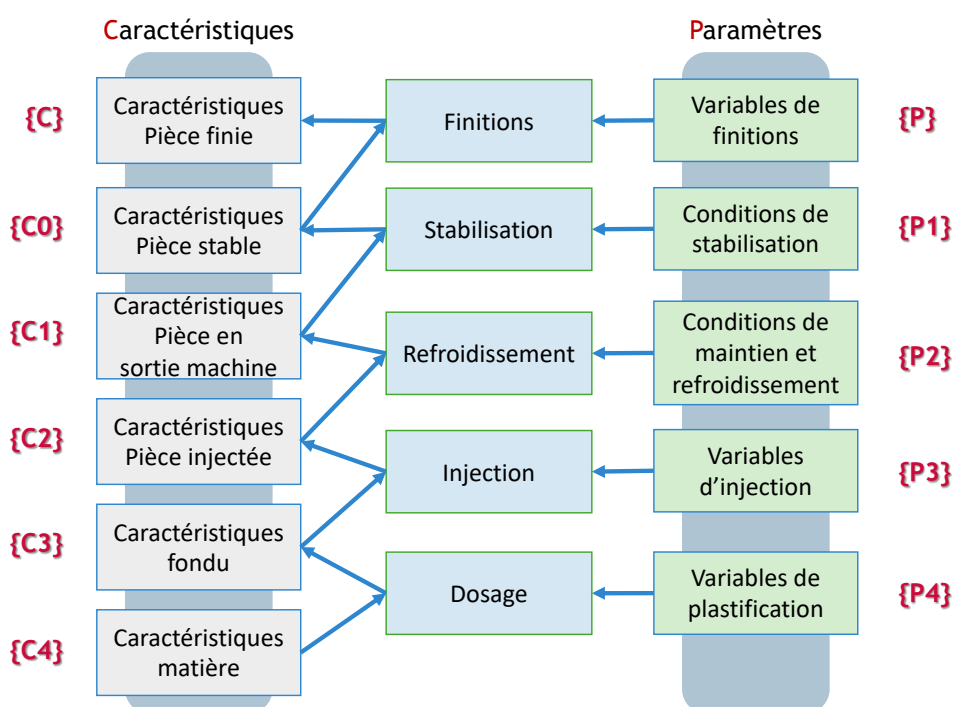 Caractéristiques
Paramètres
{C}
Caractéristiques
Pièce finie
Finitions
Variables de
finitions
{P}
{C0}
Caractéristiques
Pièce stable
Stabilisation
Conditions de
stabilisation
{P1}
{C1}
Caractéristiques
Pièce en
sortie machine
Refroidissement
Conditions de
maintien et
refroidissement
{P2}
{C2}
Caractéristiques
Pièce injectée
Injection
Variables
d’injection
{P3}
{C3}
Caractéristiques
fondu
Dosage
Variables de
plastification
{P4}
{C4}
Caractéristiques
matière